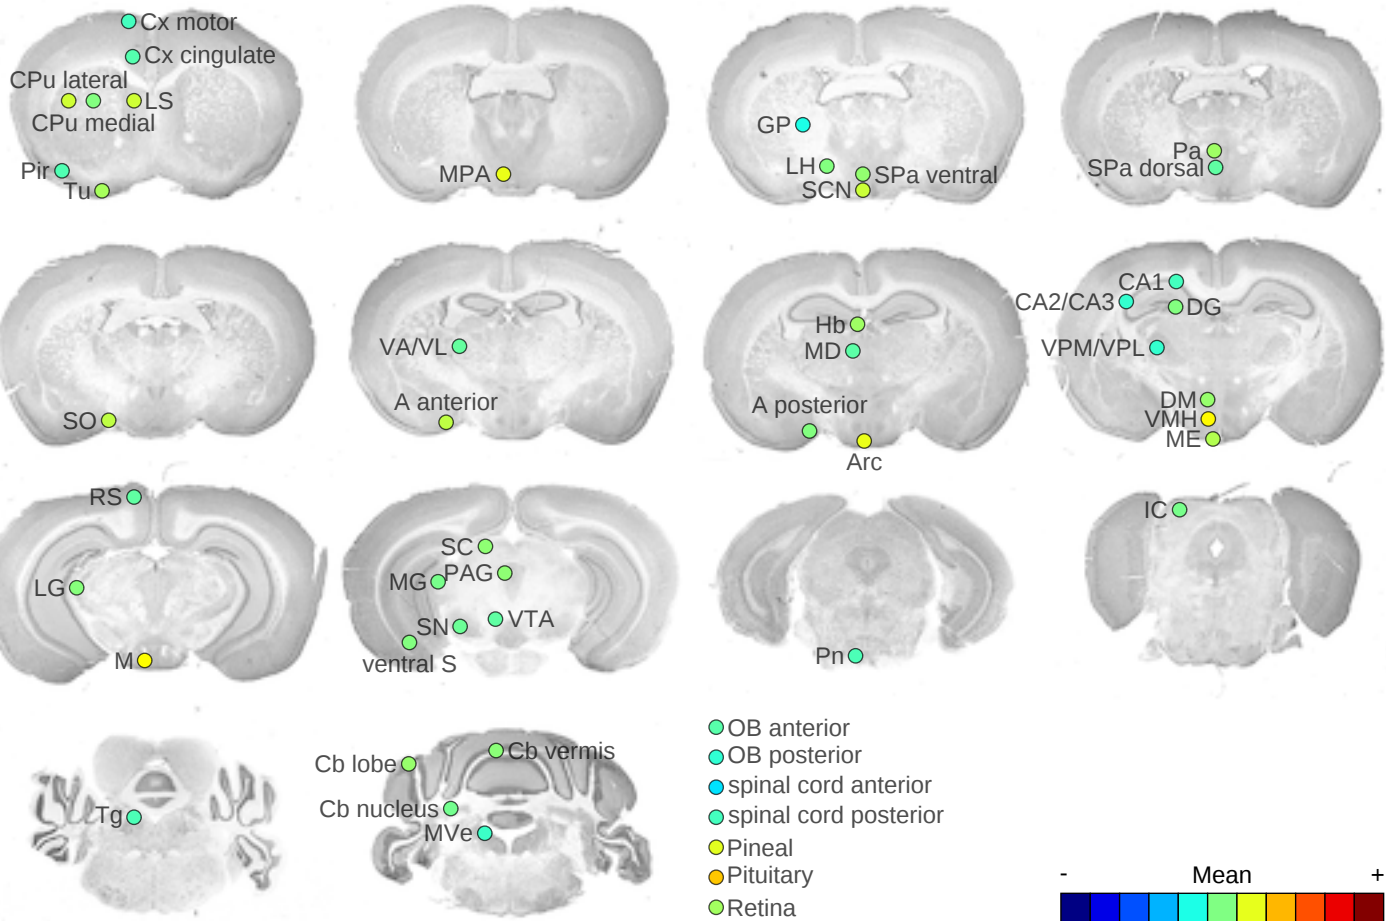 Cx motor
Cx cingulate
CPu lateral
LS
CPu medial
Pir
Tu
MPA
GP
LH
SPa ventral
SCN
Pa
SPa dorsal
SO
VA/VL
A anterior
Hb
MD
A posterior
Arc
CA1
CA2/CA3
DG
VPM/VPL
DM
VMH
ME
RS
LG
M
SC
MG
PAG
SN
VTA
ventral S
Pn
IC
Tg
Cb lobe
Cb vermis
Cb nucleus
MVe
OB anterior
OB posterior
spinal cord anterior
spinal cord posterior
Pineal
Pituitary
Retina
- Mean +